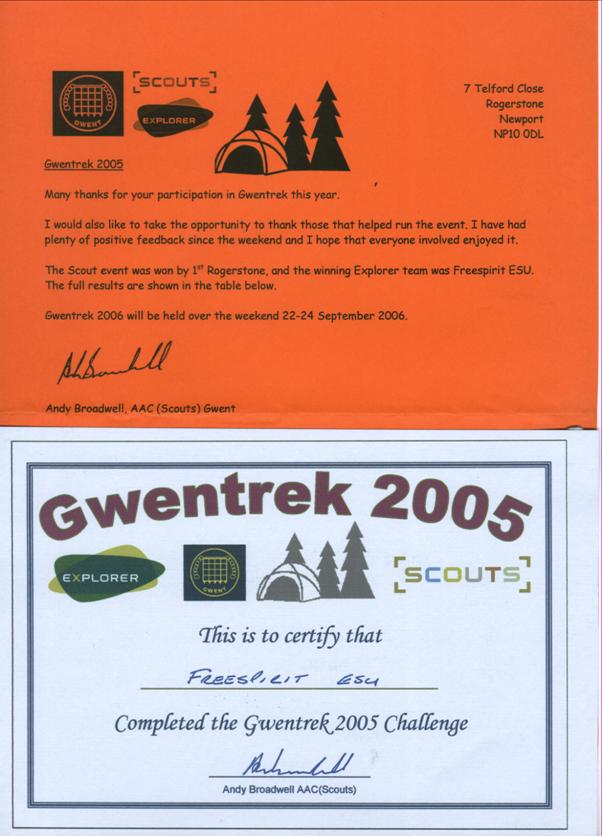 GWENT
[SCOUTS]
EXPLORER
7 Telford Close
Rogerstone
Newport
NP10 0DL
Gwentrek 2005
Many thanks for your participation in Gwentrek this year.
I would also like to take the opportunity to thank those that helped run the event. I have had
plenty of positive feedback since the weekend and I hope that everyone involved enjoyed it.
The Scout event was won by 1st Rogerstone, and the winning Explorer team was Freespirit ESU.
The full results are shown in the table below.
Gwentrek 2006 will be held over the weekend 22-24 September 2006.
Andy Broadwell, AAC (Scouts) Gwent
Gwentrek 2005
EXPLORER
GWENT
[SCOUTS]
This is to certify that
FREESPIRIT ESU
Completed the Gwentrek 2005 Challenge
Andy Broadwell AAC(Scouts)